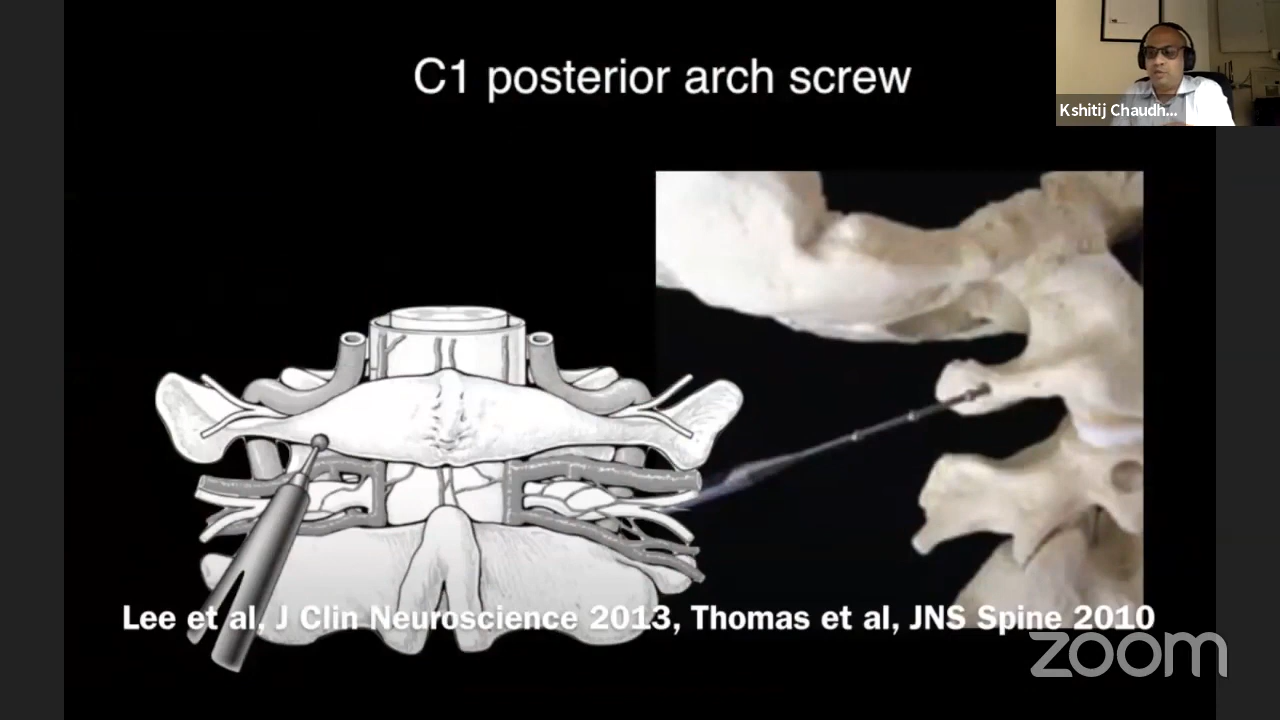 C1 posterior arch screw
Kshitij Chaudh...
Lee et al, J Clin Neuroscience 2013, Thomas et al, JNS Spine 2010
zoom